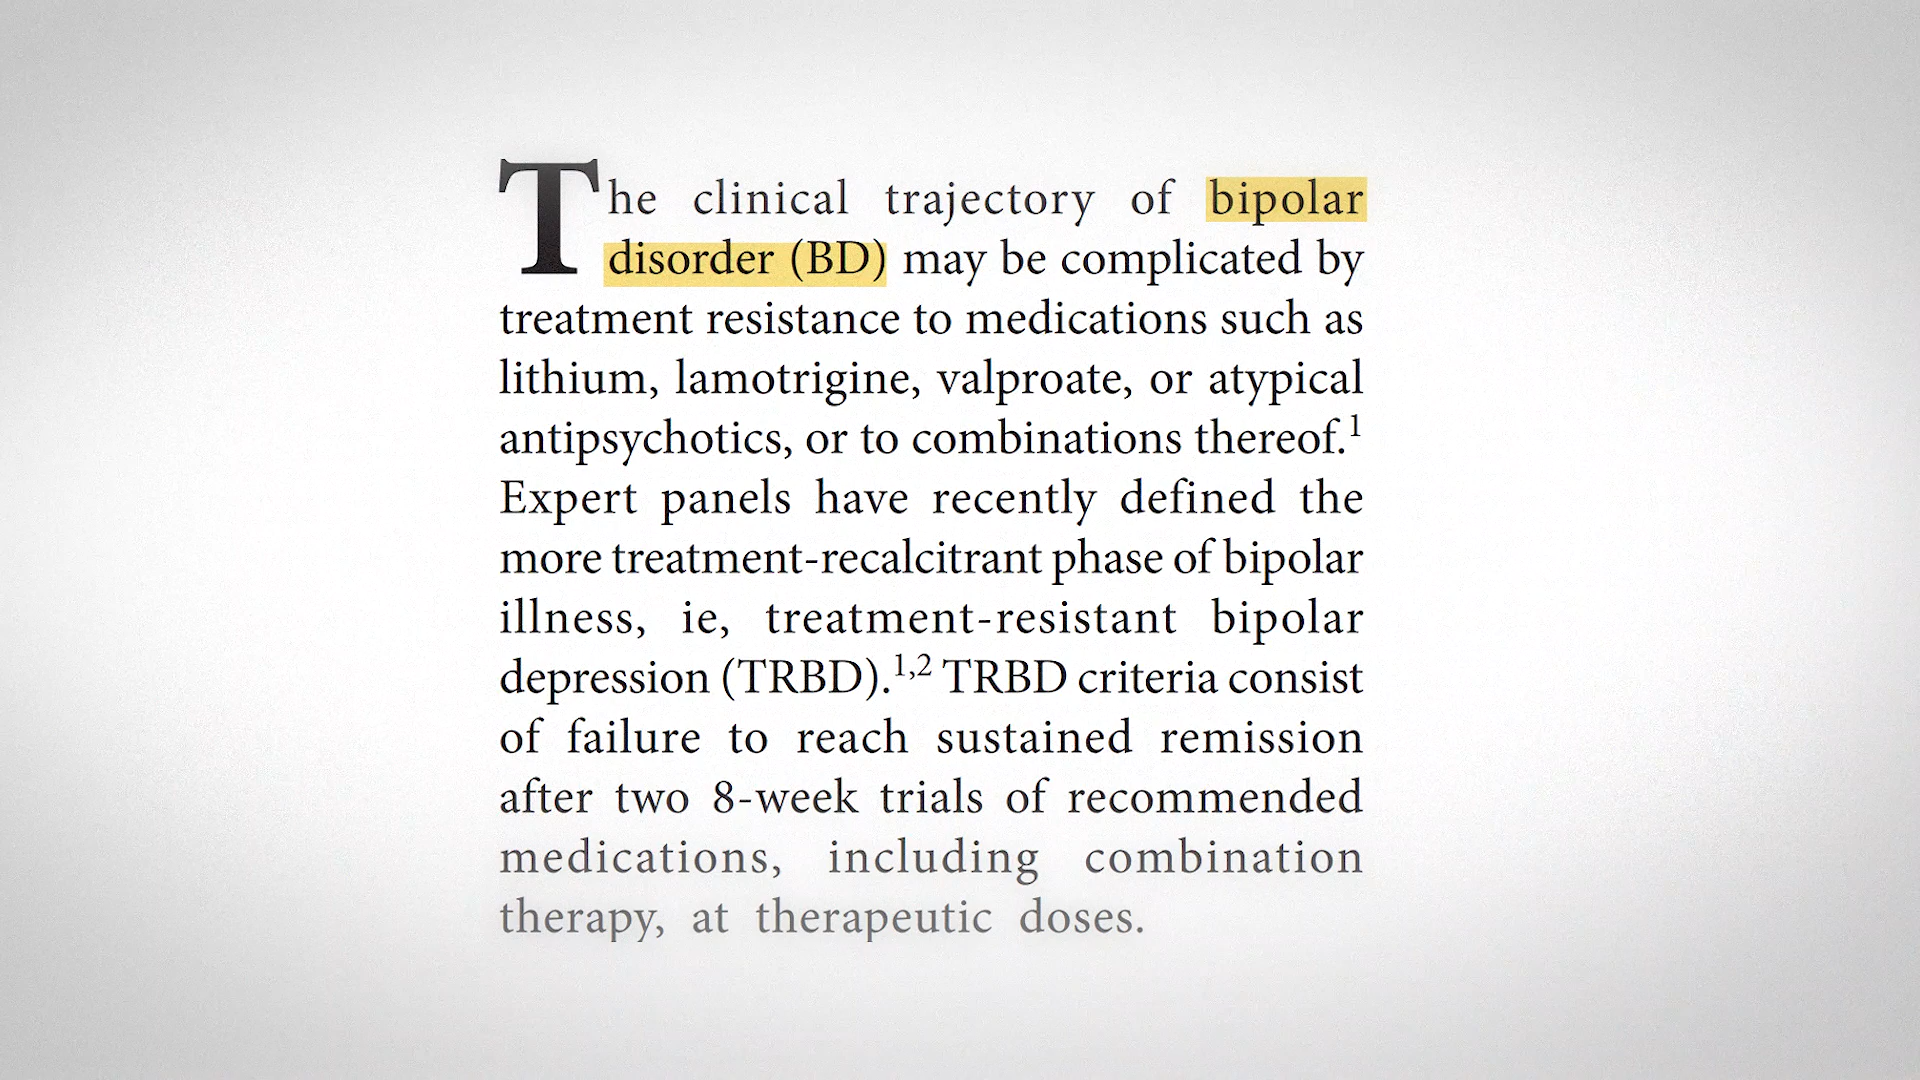 The clinical trajectory of bipolar
disorder (BD) may be complicated by
treatment resistance to medications such as
lithium, lamotrigine, valproate, or atypical
antipsychotics, or to combinations thereof.¹
Expert panels have recently defined the
more treatment-recalcitrant phase of bipolar
illness, ie, treatment-resistant bipolar
depression (TRBD).¹,² TRBD criteria consist
of failure to reach sustained remission
after two 8-week trials of recommended
medications, including combination
therapy, at therapeutic doses.